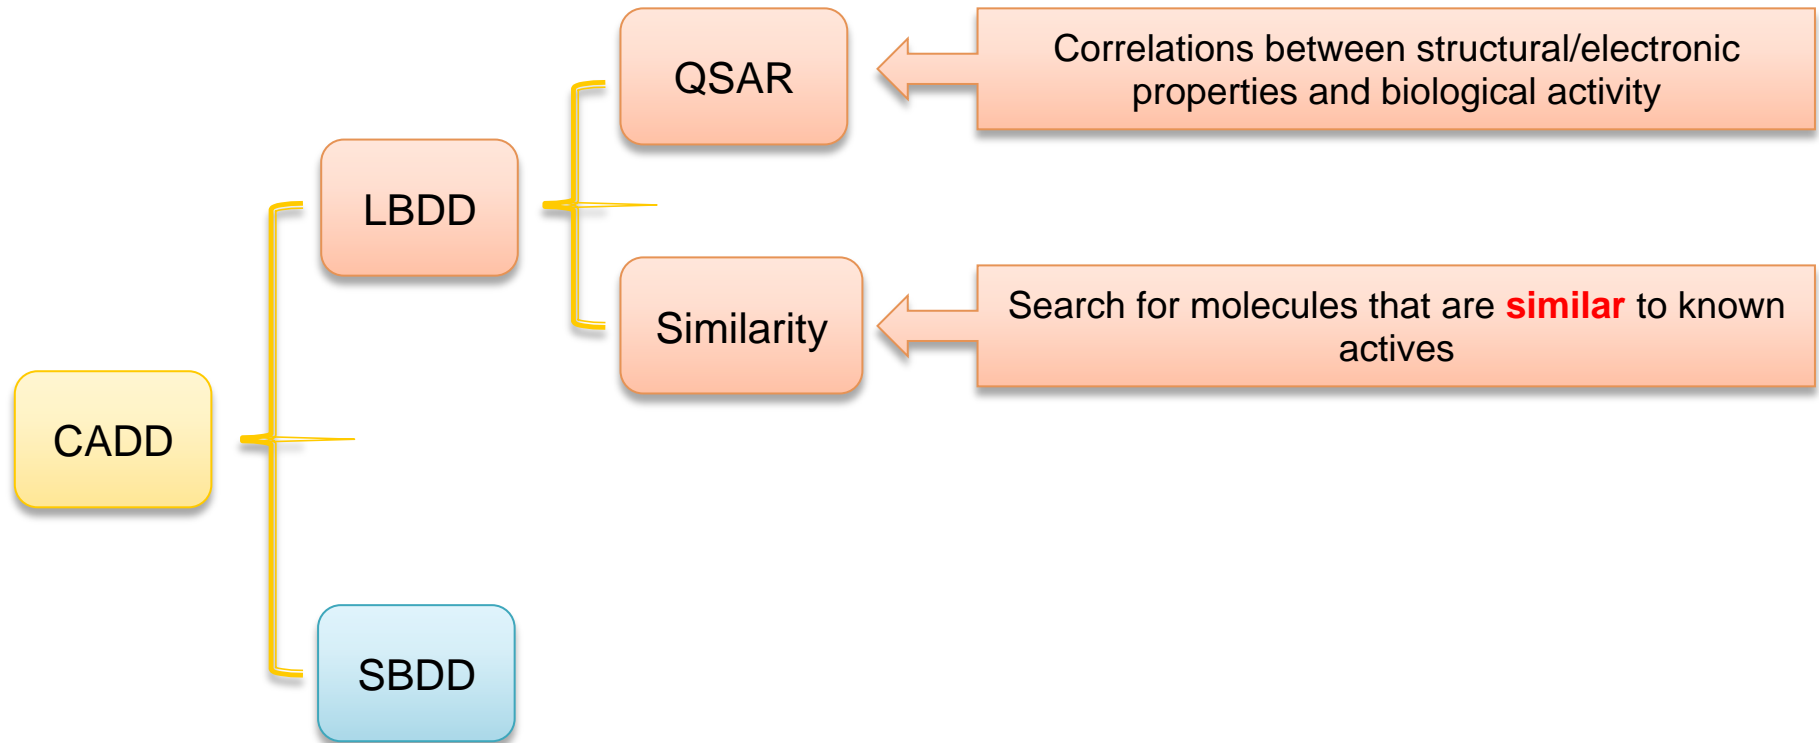 QSAR
Correlations between structural/electronic
properties and biological activity
LBDD
Similarity
Search for molecules that are similar to known
actives
CADD
SBDD